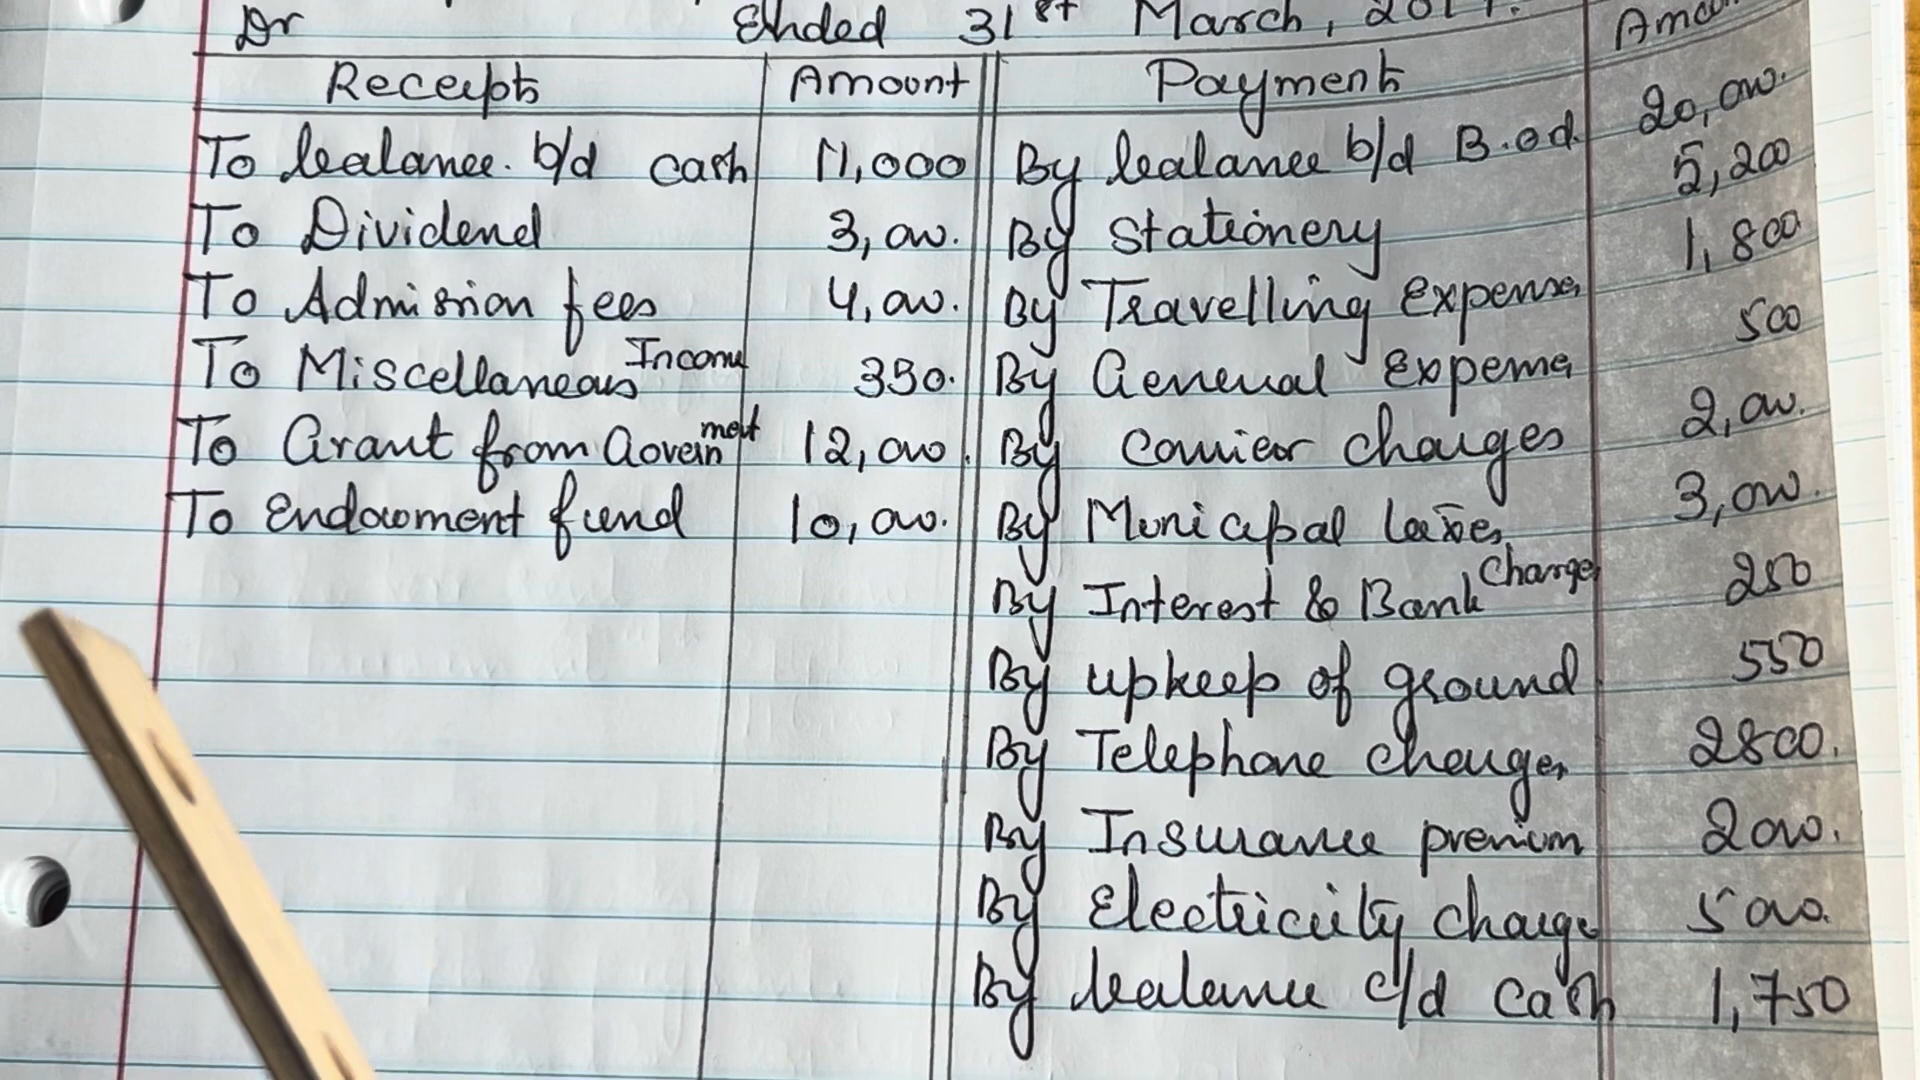 Dr Ended 31st March, 201
Receipts Amount Payment
To balance. b/d cash 11,000 By balance b/d B.od. 20,000.
To Dividend 3,000. By Stationery 5,200
To Admission fees 4,000. By Travelling Expenses 1,800
To Miscellaneous Income 350. By General Expenses 500
To Grant from Government 12,000. By Courier charges 2,000.
To Endowment fund 10,000. By Municipal taxes 3,000.
By Interest & Bank Charges 250
By upkeep of ground 550
By Telephone charges 2800.
By Insurance premium 2000.
By Electricity charge 5000.
By balance c/d Cash 1,750